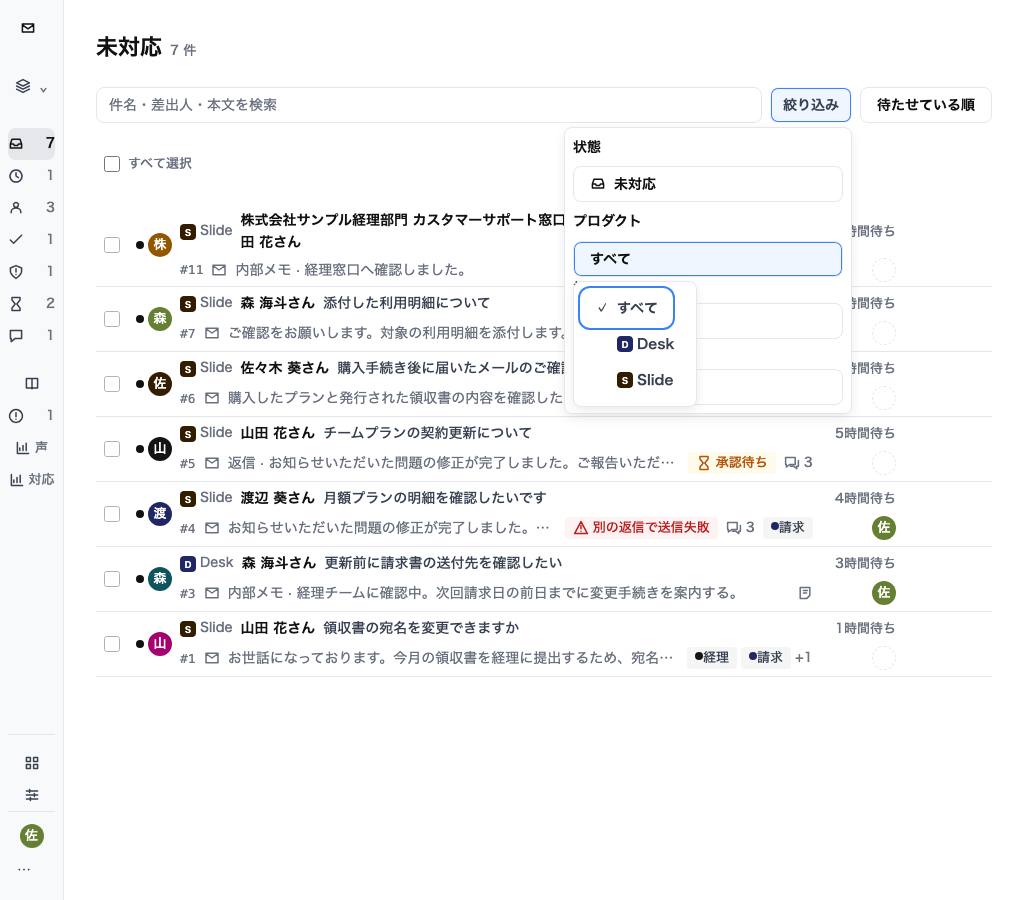 未対応 7 件
件名・差出人・本文を検索
絞り込み
待たせている順
7
1
3
1
1
2
1
1
声
対応
佐
…
すべて選択
状態
未対応
プロダクト
すべて
✓ すべて
D Desk
S Slide
株 S Slide 株式会社サンプル経理部門 カスタマーサポート窓口
田 花さん
時間待ち
#11 内部メモ · 経理窓口へ確認しました。
森 S Slide 森 海斗さん 添付した利用明細について
#7 ご確認をお願いします。対象の利用明細を添付します。
佐 S Slide 佐々木 葵さん 購入手続き後に届いたメールのご確認
#6 購入したプランと発行された領収書の内容を確認した
山 S Slide 山田 花さん チームプランの契約更新について 5時間待ち
#5 返信 · お知らせいただいた問題の修正が完了しました。ご報告いただ… 承認待ち 3
渡 S Slide 渡辺 葵さん 月額プランの明細を確認したいです 4時間待ち
#4 お知らせいただいた問題の修正が完了しました。… 別の返信で送信失敗 3 請求 佐
森 D Desk 森 海斗さん 更新前に請求書の送付先を確認したい 3時間待ち
#3 内部メモ · 経理チームに確認中。次回請求日の前日までに変更手続きを案内する。 佐
山 S Slide 山田 花さん 領収書の宛名を変更できますか 1時間待ち
#1 お世話になっております。今月の領収書を経理に提出するため、宛名… 経理 請求 +1